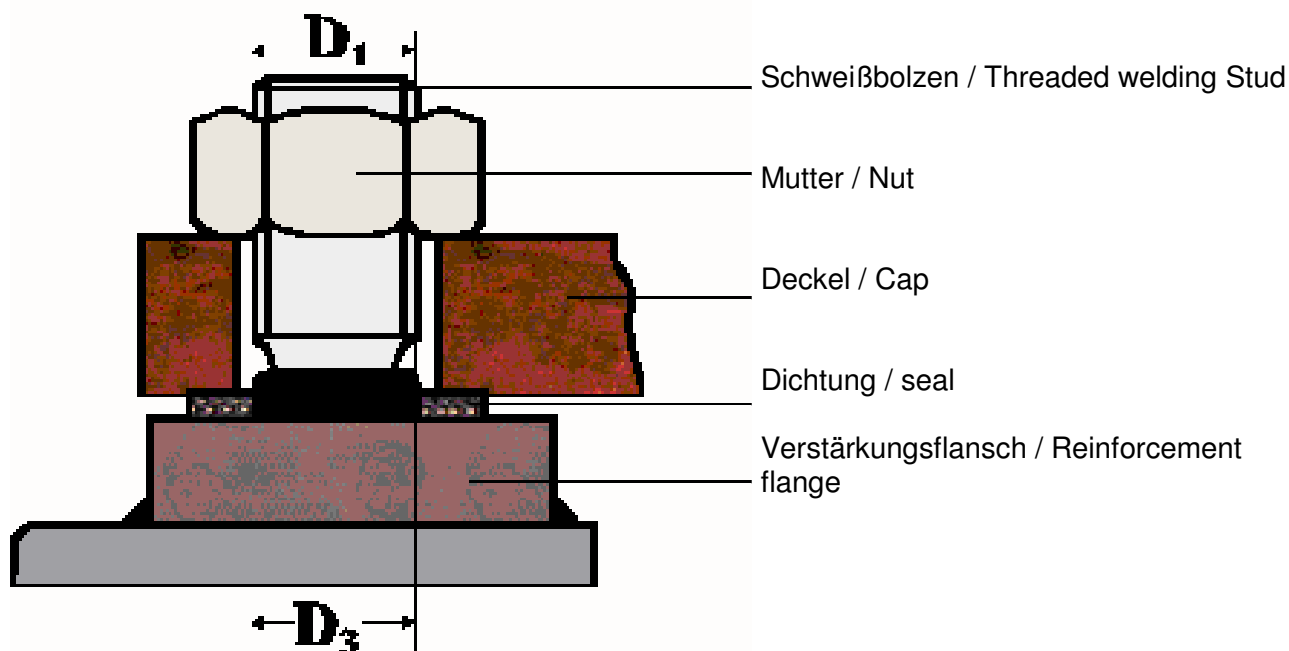 D₁
Schweißbolzen / Threaded welding Stud
Mutter / Nut
Deckel / Cap
Dichtung / seal
Verstärkungsflansch / Reinforcement
flange
D₃